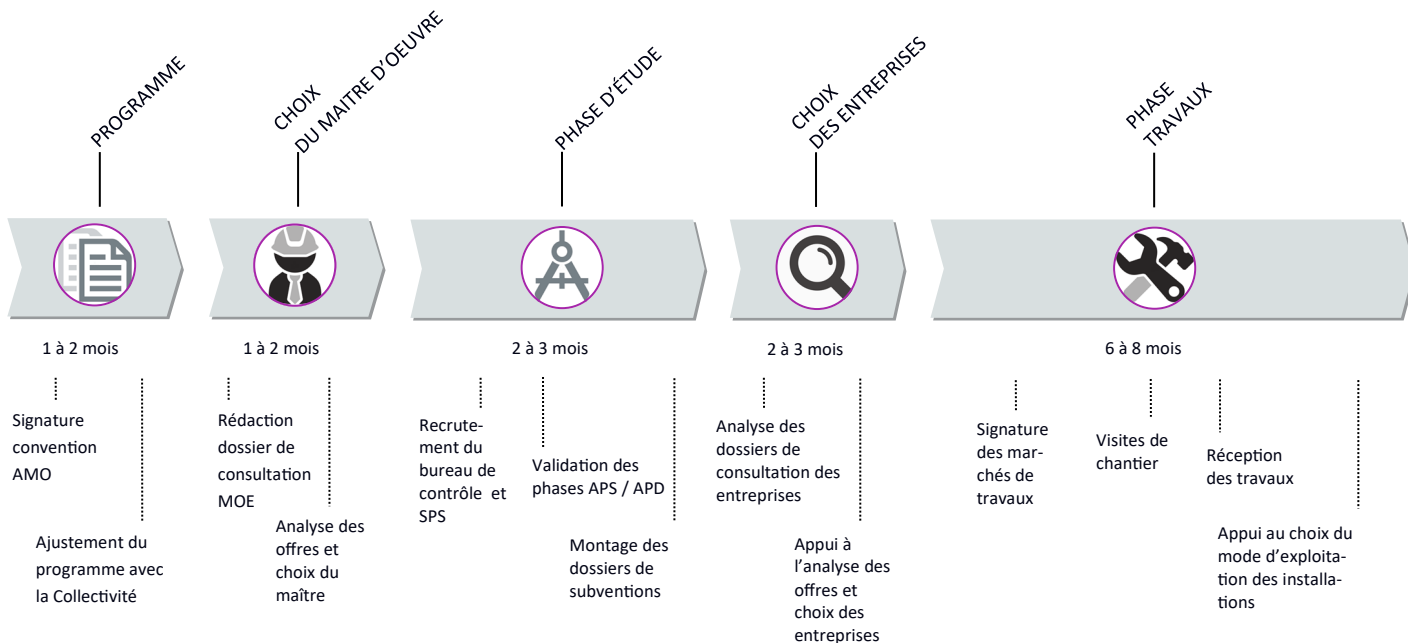 PROGRAMME
CHOIX
DU MAITRE D'OEUVRE
PHASE D'ÉTUDE
CHOIX
DES ENTREPRISES
PHASE
TRAVAUX
1 à 2 mois
1 à 2 mois
2 à 3 mois
2 à 3 mois
6 à 8 mois
Signature
convention
AMO
Ajustement du
programme avec
la Collectivité
Rédaction
dossier de
consultation
MOE
Analyse des
offres et
choix du
maître
Recrute-
ment du
bureau de
contrôle et
SPS
Validation des
phases APS / APD
Montage des
dossiers de
subventions
Analyse des
dossiers de
consultation des
entreprises
Appui à
l'analyse des
offres et
choix des
entreprises
Signature
des mar-
chés de
travaux
Visites de
chantier
Réception
des travaux
Appui au choix du
mode d'exploita-
tion des installa-
tions